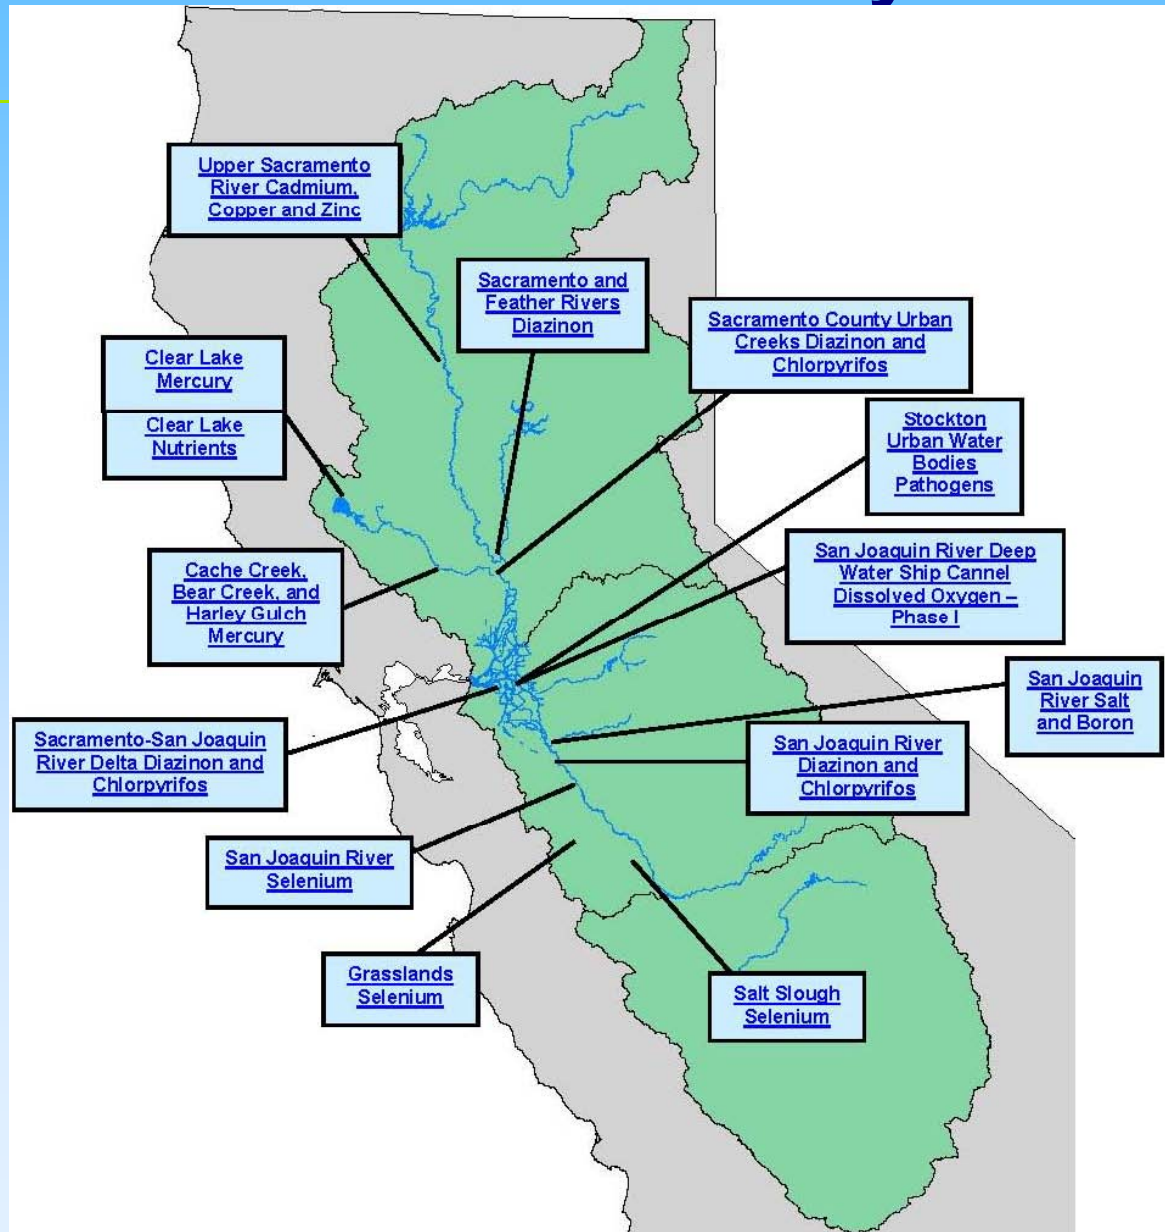 Upper Sacramento
River Cadmium,
Copper and Zinc
Sacramento and
Feather Rivers
Diazinon
Sacramento County Urban
Creeks Diazinon and
Chlorpyrifos
Clear Lake
Mercury
Clear Lake
Nutrients
Stockton
Urban Water
Bodies
Pathogens
Cache Creek,
Bear Creek, and
Harley Gulch
Mercury
San Joaquin River Deep
Water Ship Cannel
Dissolved Oxygen –
Phase I
San Joaquin
River Salt
and Boron
Sacramento-San Joaquin
River Delta Diazinon and
Chlorpyrifos
San Joaquin River
Diazinon and
Chlorpyrifos
San Joaquin River
Selenium
Grasslands
Selenium
Salt Slough
Selenium